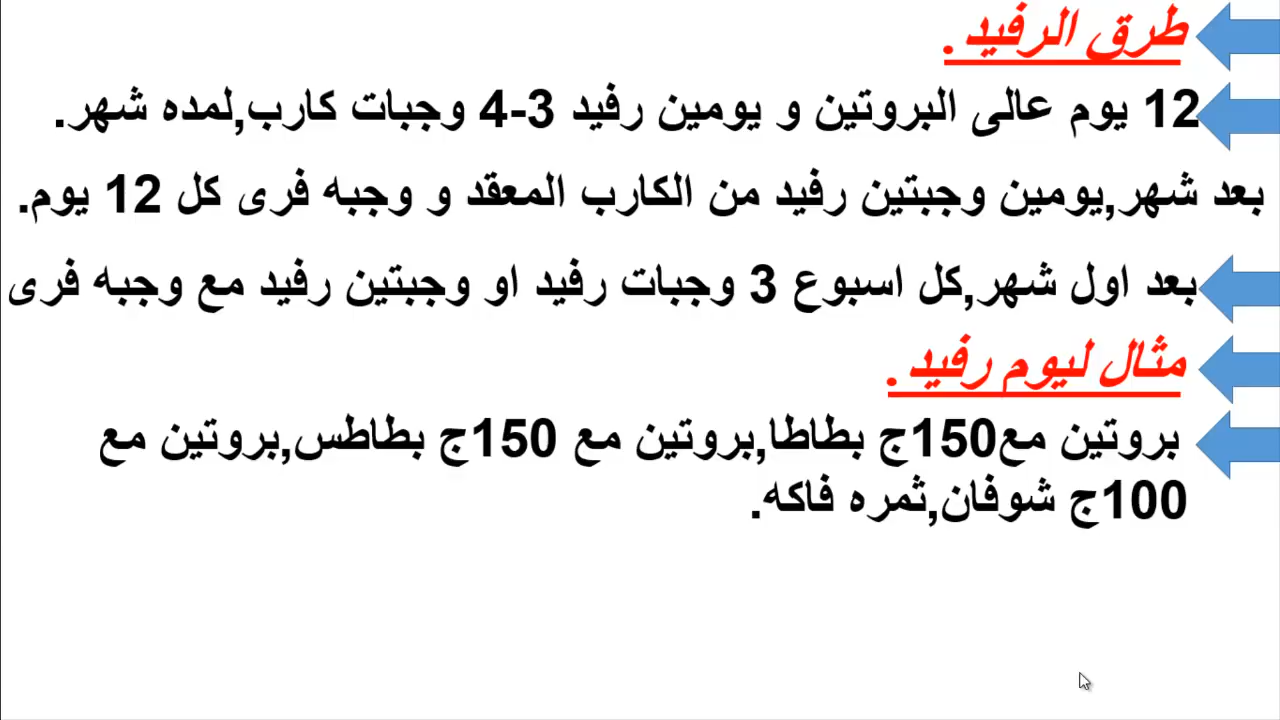 طرق الرفيد .
12 يوم عالى البروتين و يومين رفيد 3-4 وجبات كارب,لمده شهر.
بعد شهر,يومين وجبتين رفيد من الكارب المعقد و وجبه فرى كل 12 يوم.
بعد اول شهر,كل اسبوع 3 وجبات رفيد او وجبتين رفيد مع وجبه فرى
مثال ليوم رفيد .
بروتين مع150ج بطاطا,بروتين مع 150ج بطاطس,بروتين مع
100ج شوفان,ثمره فاكه.